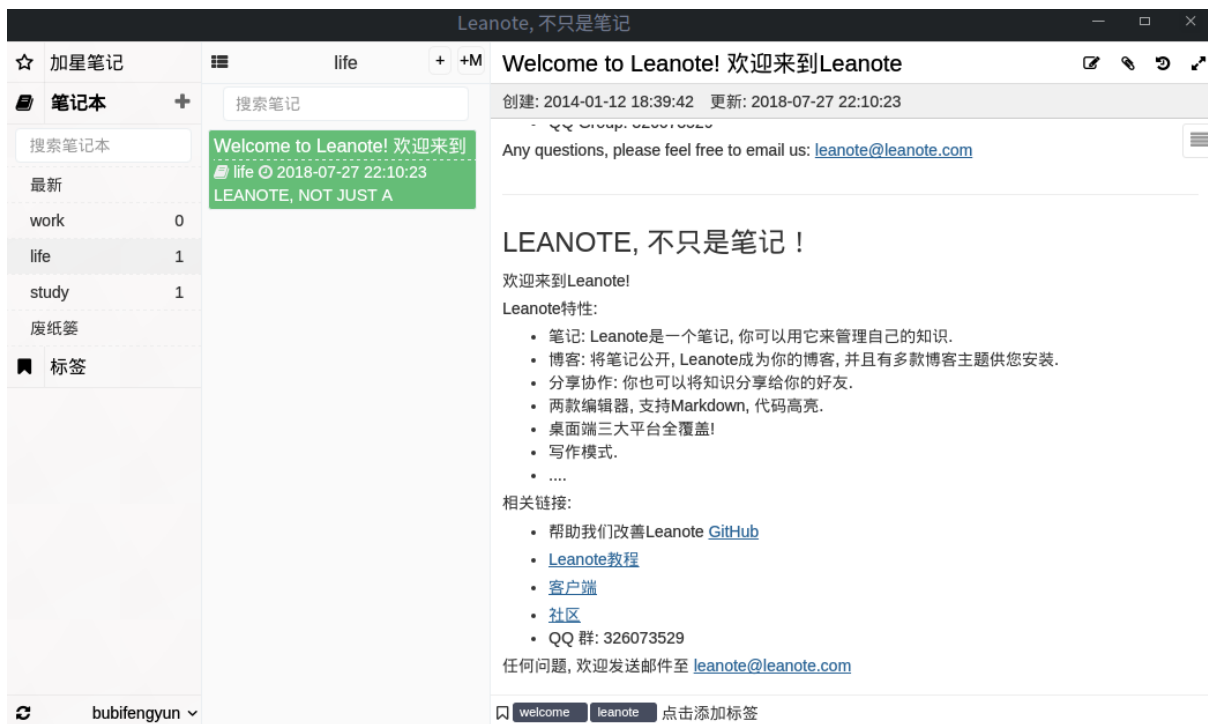 Leanote, 不只是笔记
加星笔记
笔记本
搜索笔记本
最新
work 0
life 1
study 1
废纸篓
标签
bubifengyun
life + +M
搜索笔记
Welcome to Leanote! 欢迎来到
life 2018-07-27 22:10:23
LEANOTE, NOT JUST A
Welcome to Leanote! 欢迎来到Leanote
创建: 2014-01-12 18:39:42 更新: 2018-07-27 22:10:23
QQ Group: 326073529
Any questions, please feel free to email us: leanote@leanote.com
LEANOTE, 不只是笔记！
欢迎来到Leanote!
Leanote特性:
• 笔记: Leanote是一个笔记, 你可以用它来管理自己的知识.
• 博客: 将笔记公开, Leanote成为你的博客, 并且有多款博客主题供您安装.
• 分享协作: 你也可以将知识分享给你的好友.
• 两款编辑器, 支持Markdown, 代码高亮.
• 桌面端三大平台全覆盖!
• 写作模式.
• ....
相关链接:
• 帮助我们改善Leanote GitHub
• Leanote教程
• 客户端
• 社区
• QQ 群: 326073529
任何问题, 欢迎发送邮件至 leanote@leanote.com
welcome leanote 点击添加标签